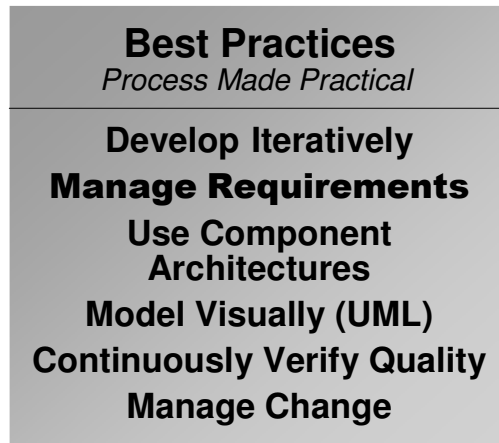 Best Practices
Process Made Practical
Develop Iteratively
Manage Requirements
Use Component
Architectures
Model Visually (UML)
Continuously Verify Quality
Manage Change